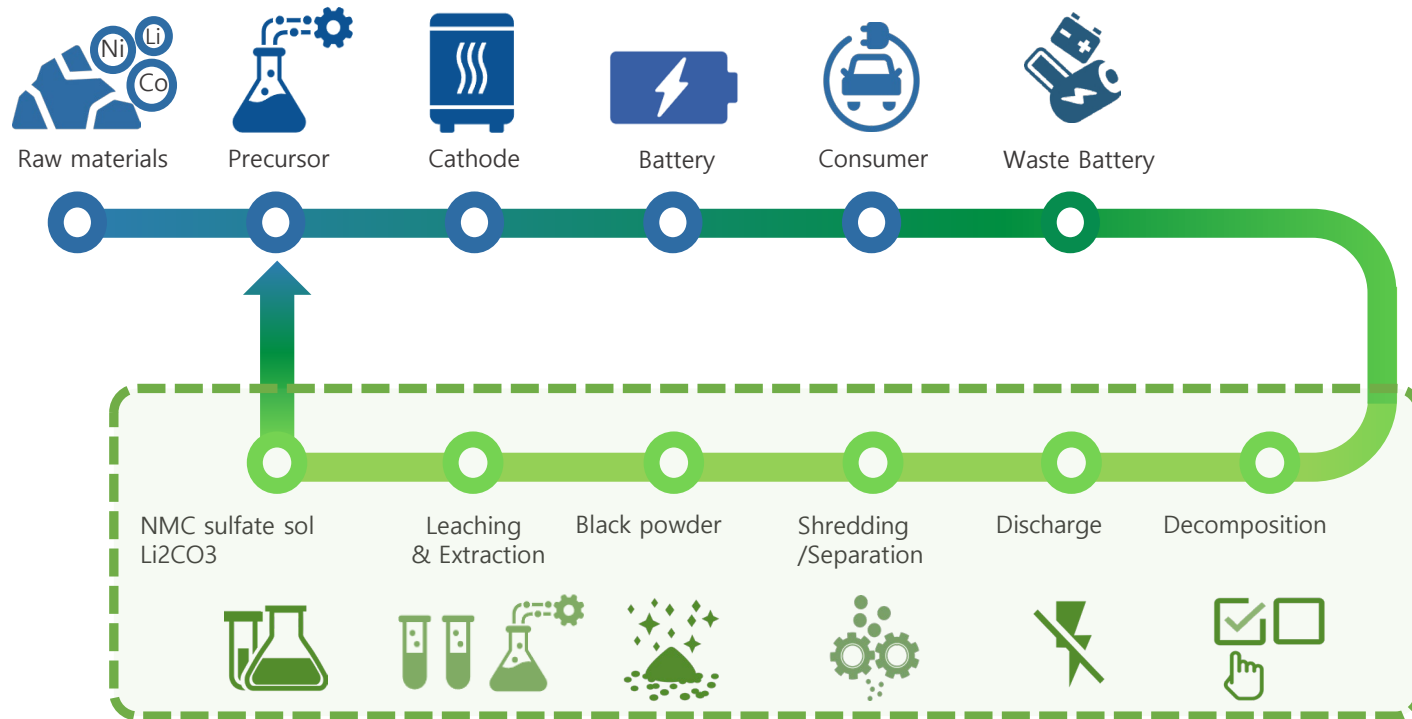 Ni
Li
Co
Raw materials
Precursor
Cathode
Battery
Consumer
Waste Battery
NMC sulfate sol
Li2CO3
Leaching
& Extraction
Black powder
Shredding
/Separation
Discharge
Decomposition